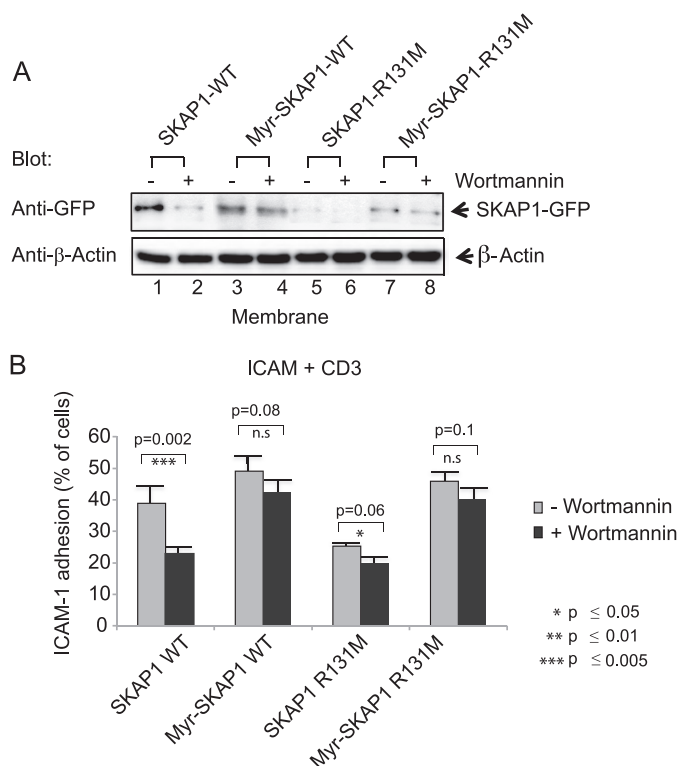 A
SKAP1-WT
Myr-SKAP1-WT
SKAP1-R131M
Myr-SKAP1-R131M
Blot:
- + - + - + - + Wortmannin
Anti-GFP SKAP1-GFP
Anti-β-Actin β-Actin
1 2 3 4 5 6 7 8
Membrane
B
ICAM + CD3
ICAM-1 adhesion (% of cells)
60
50
40
30
20
10
0
p=0.002
***
p=0.08
n.s
p=0.06
*
p=0.1
n.s
- Wortmannin
+ Wortmannin
* p ≤ 0.05
** p ≤ 0.01
*** p ≤ 0.005
SKAP1 WT
Myr-SKAP1 WT
SKAP1 R131M
Myr-SKAP1 R131M